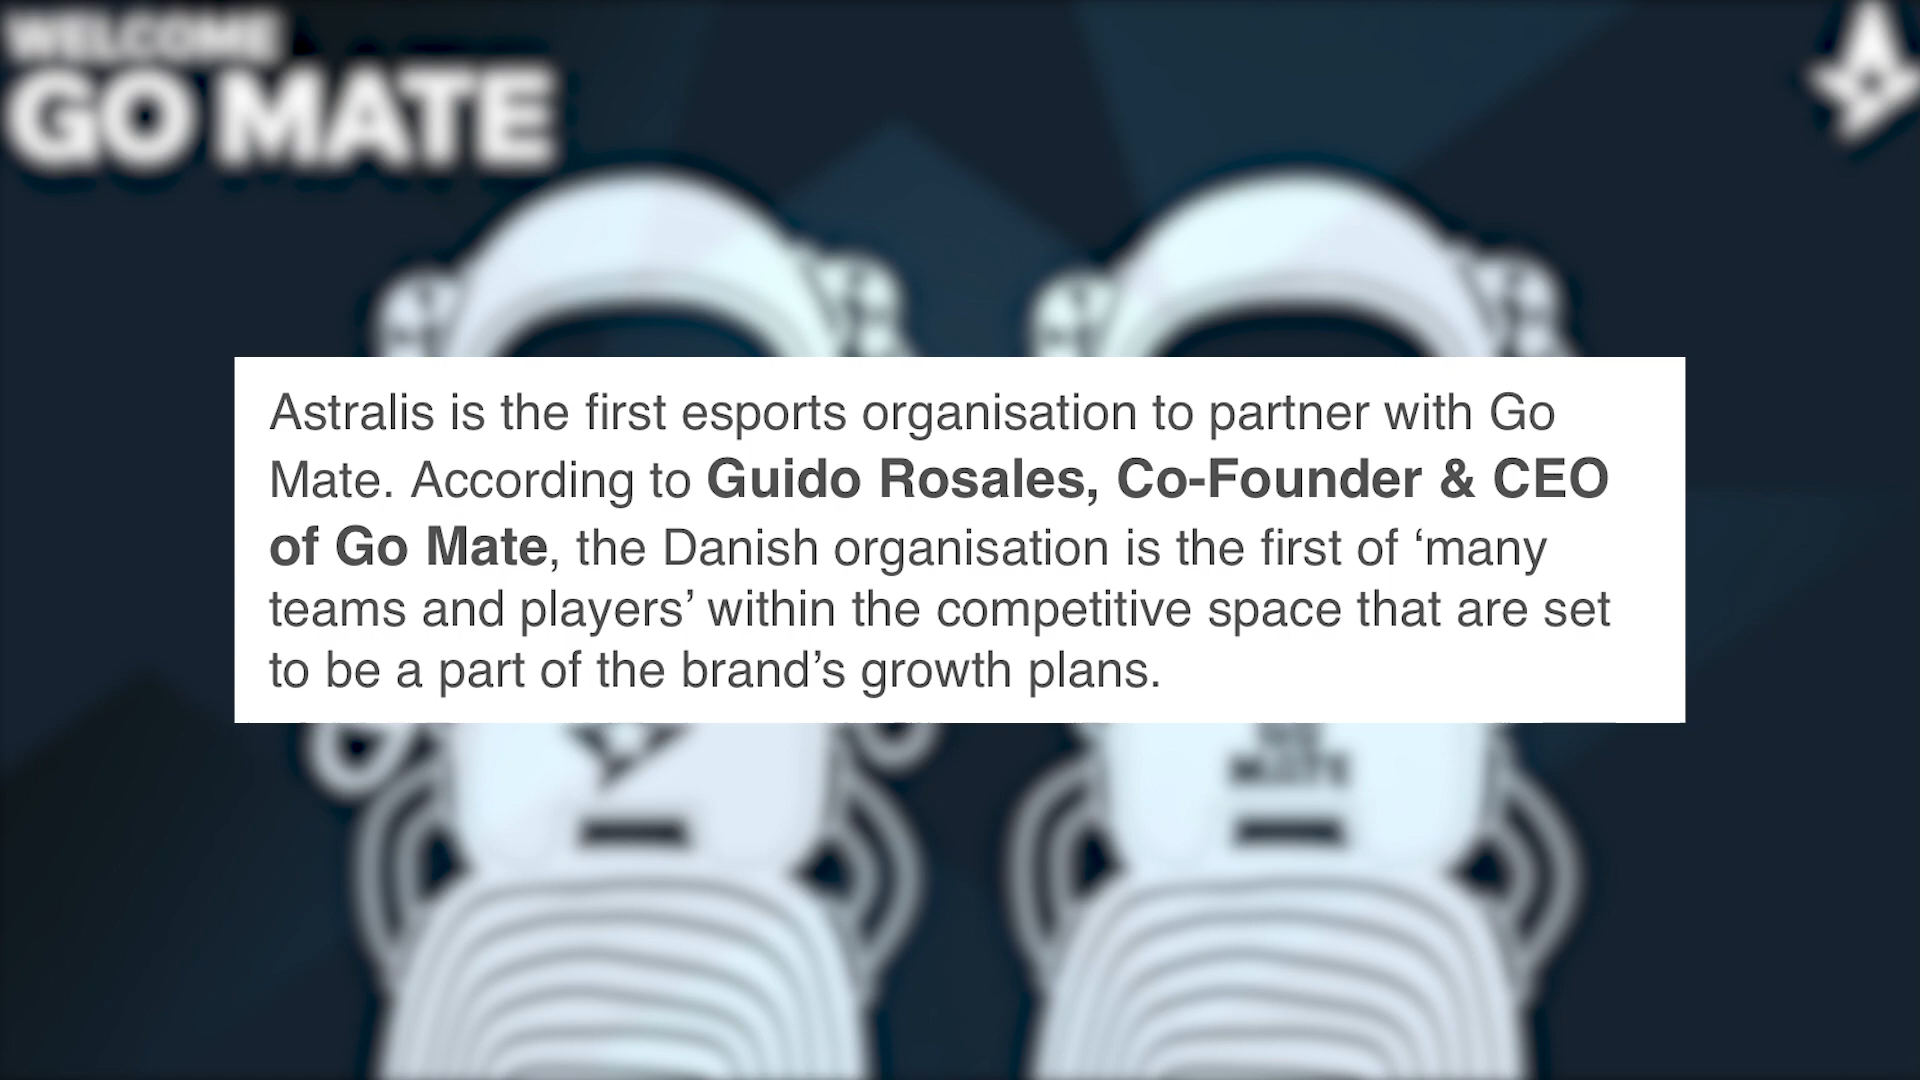 WELCOME
GO MATE
Astralis is the first esports organisation to partner with Go
Mate. According to Guido Rosales, Co-Founder & CEO
of Go Mate, the Danish organisation is the first of ‘many
teams and players’ within the competitive space that are set
to be a part of the brand’s growth plans.
MATE